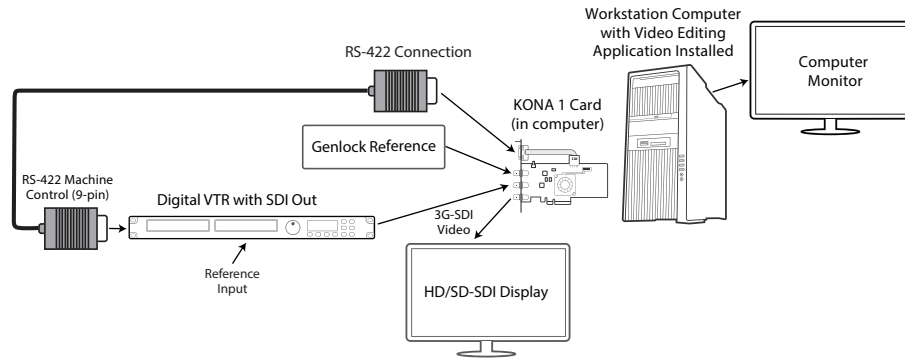 Workstation Computer
with Video Editing
Application Installed
Computer
Monitor
RS-422 Connection
KONA 1 Card
(in computer)
Genlock Reference
RS-422 Machine
Control (9-pin)
Digital VTR with SDI Out
3G-SDI
Video
Reference
Input
HD/SD-SDI Display